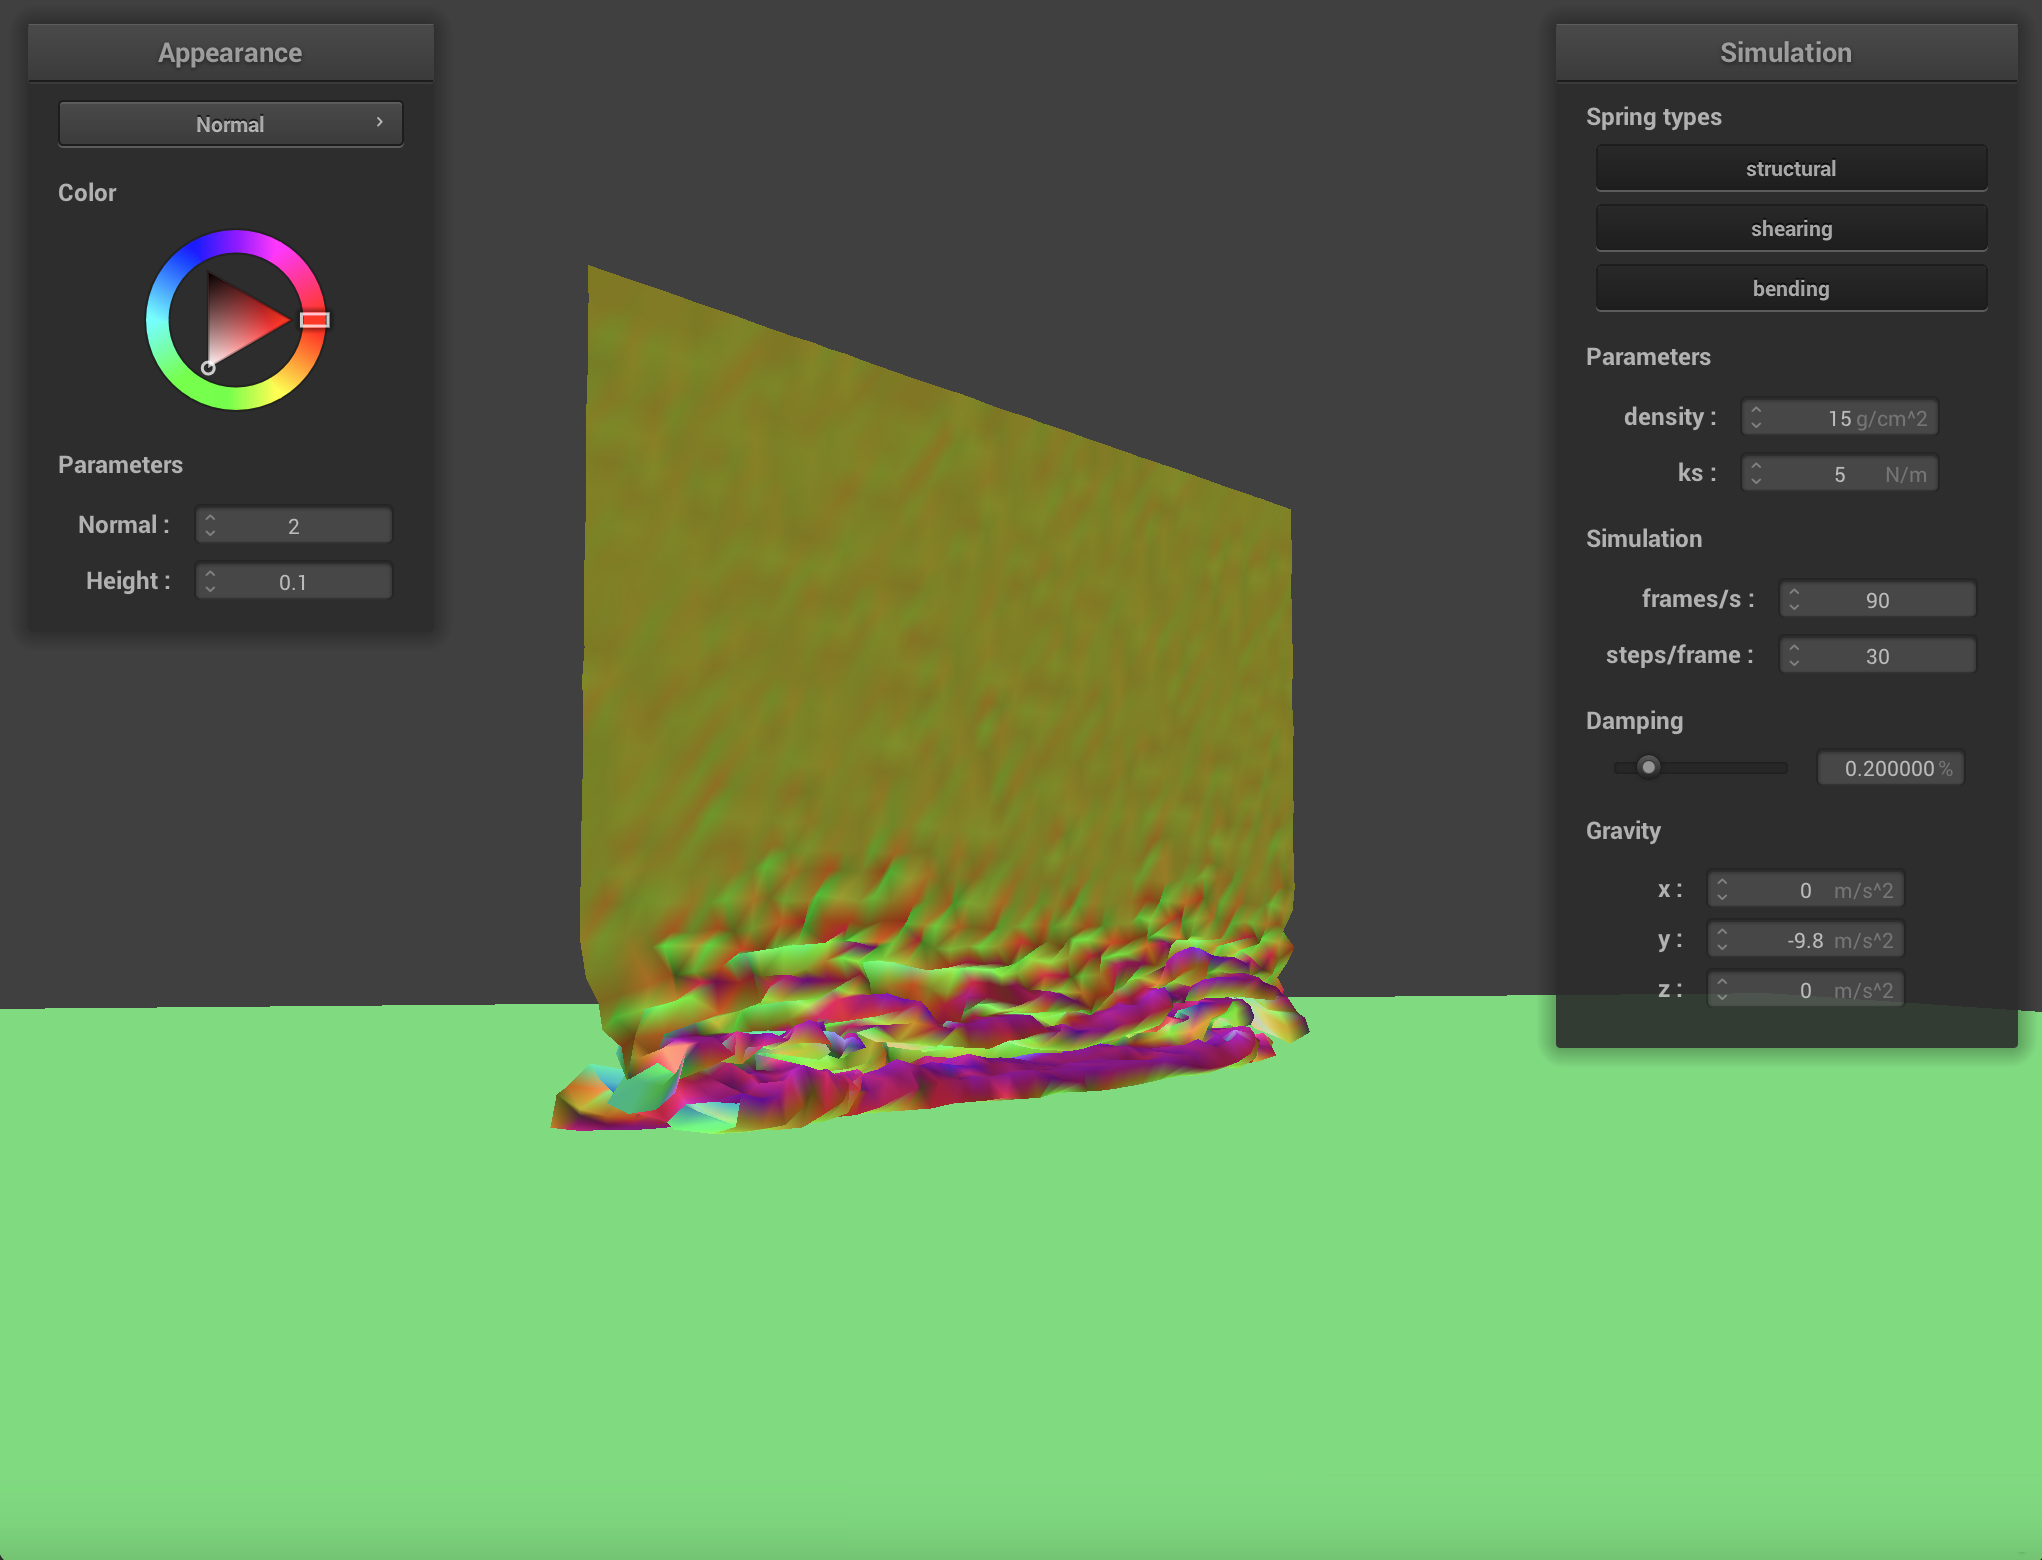 Appearance
Normal
Color
Parameters
Normal : 2
Height : 0.1
Simulation
Spring types
structural
shearing
bending
Parameters
density : 15 g/cm^2
ks : 5 N/m
Simulation
frames/s : 90
steps/frame : 30
Damping
0.200000 %
Gravity
x : 0 m/s^2
y : -9.8 m/s^2
z : 0 m/s^2